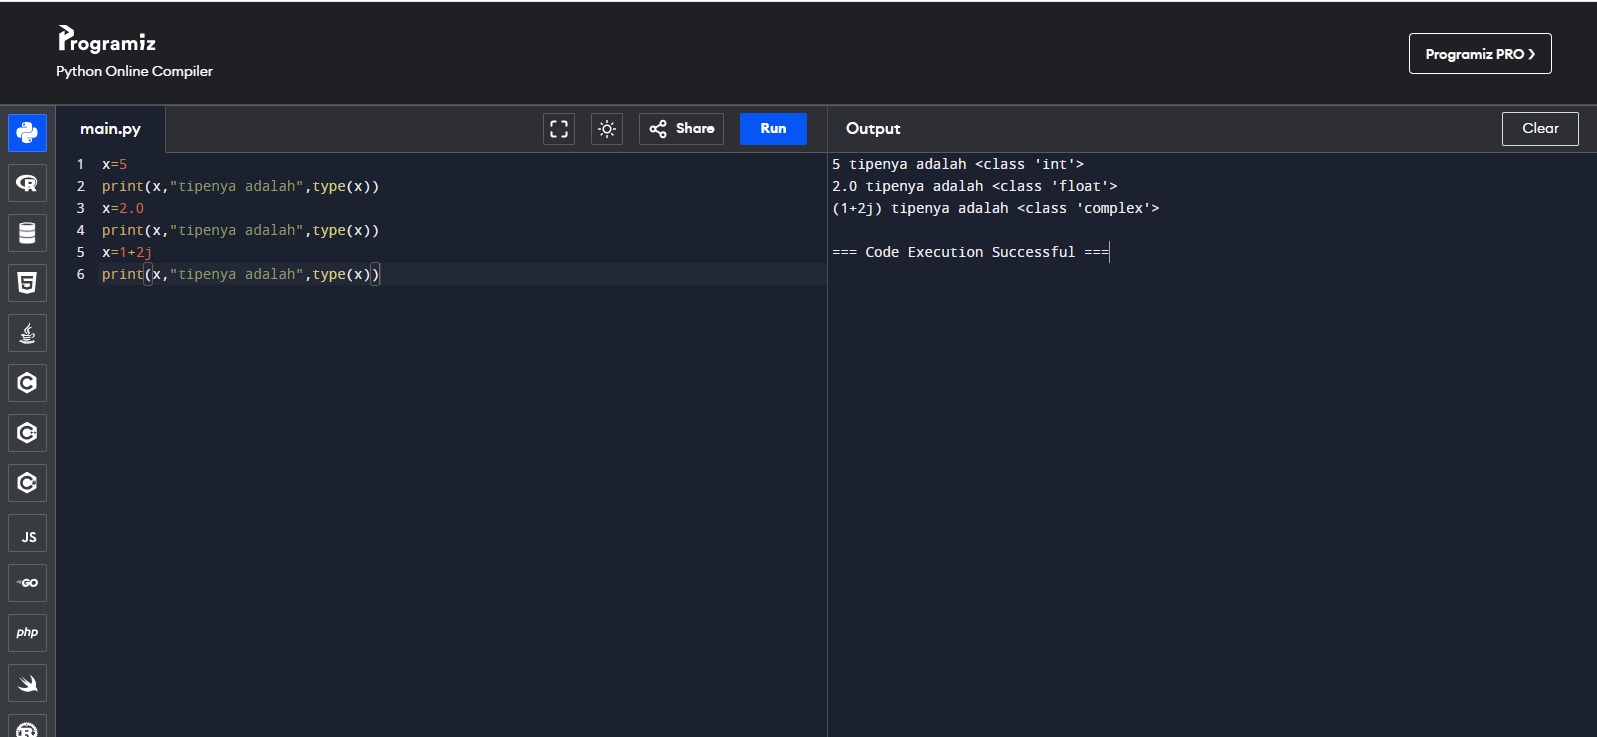 Programiz
Python Online Compiler
Programiz PRO ❯
main.py
Share
Run
Output
Clear
1 x=5
2 print(x,"tipenya adalah",type(x))
3 x=2.0
4 print(x,"tipenya adalah",type(x))
5 x=1+2j
6 print(x,"tipenya adalah",type(x))
5 tipenya adalah <class 'int'>
2.0 tipenya adalah <class 'float'>
(1+2j) tipenya adalah <class 'complex'>
=== Code Execution Successful ===
R
5
C
C
C
JS
GO
php
R